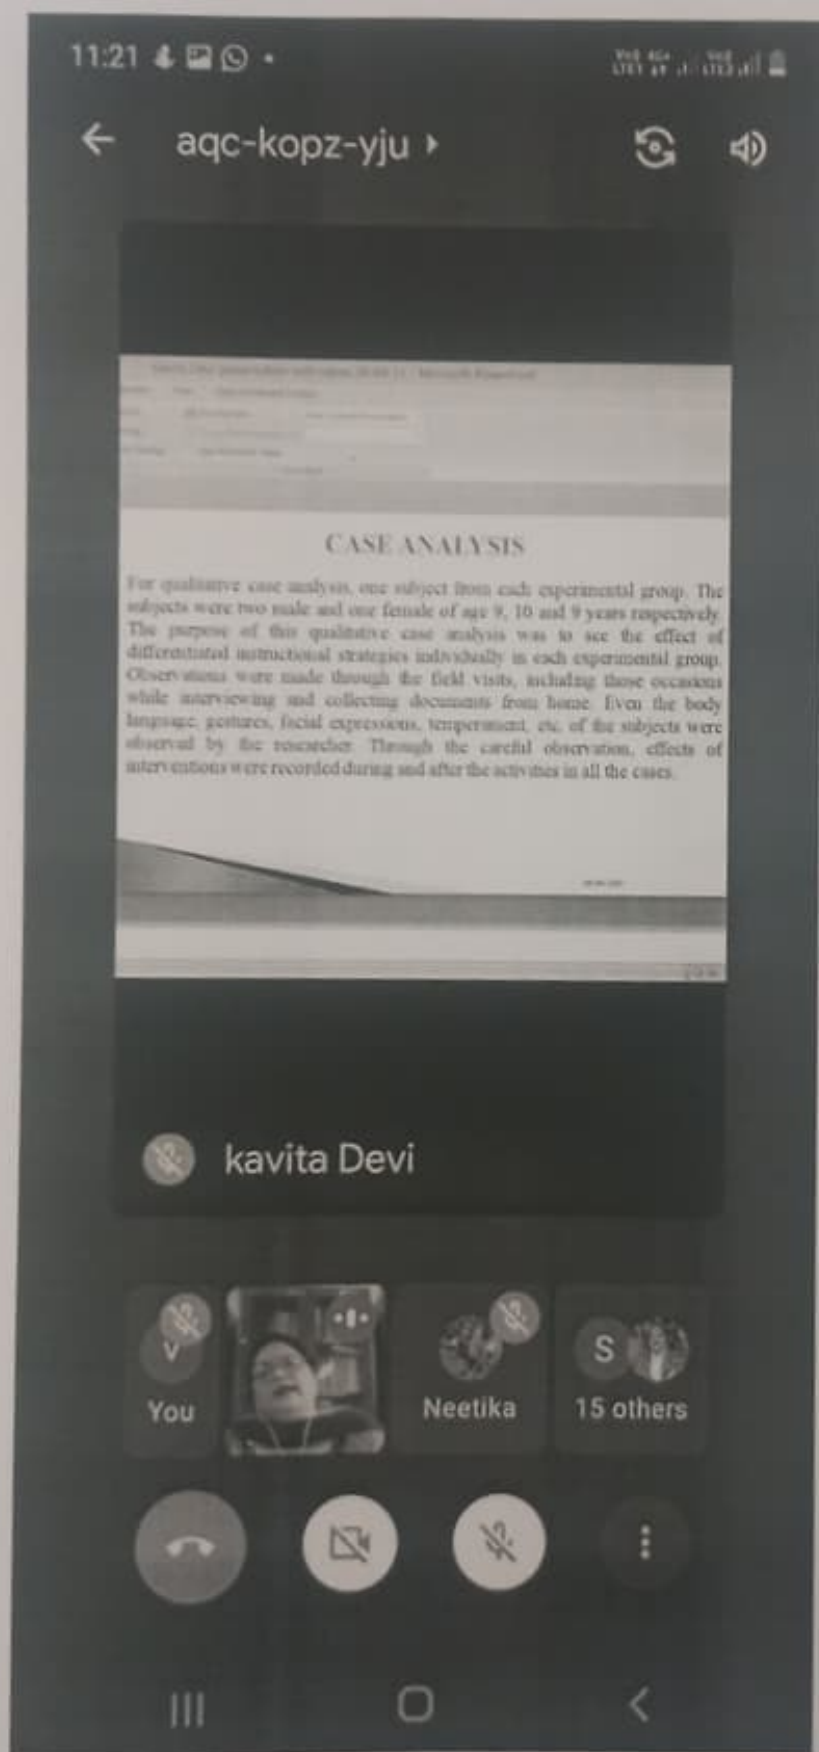 11:21
aqc-kopz-yju
CASE ANALYSIS
For qualitative case analysis, one subject from each experimental group. The
subjects were two male and one female of age 9, 10 and 9 years respectively.
The purpose of this qualitative case analysis was to see the effect of
differentiated instructional strategies individually in each experimental group.
Observations were made through the field visits, including those occasions
while interviewing and collecting documents from home. Even the body
language, gestures, facial expressions, temperament, etc. of the subjects were
observed by the researcher. Through the careful observation, effects of
interventions were recorded during and after the activities in all the cases.
kavita Devi
V
You
Neetika
S
15 others